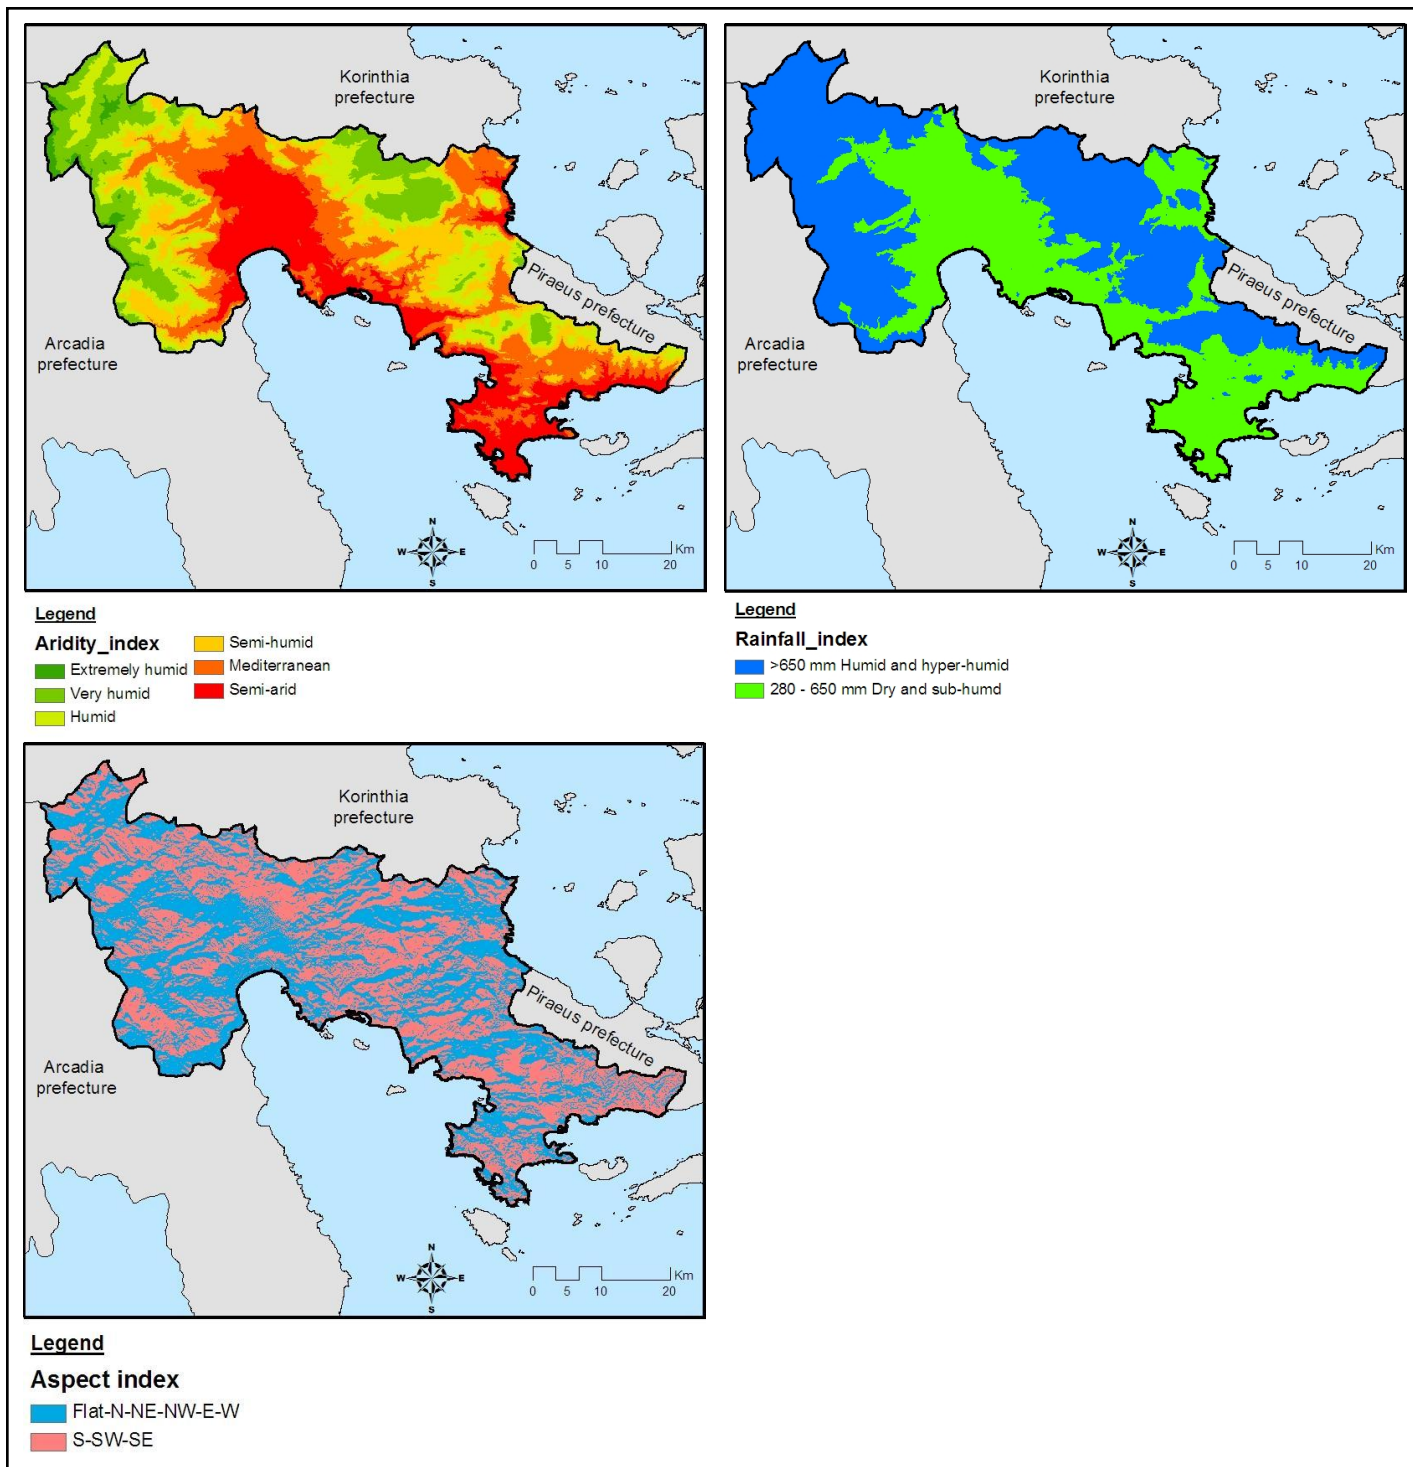 Korinthia
prefecture
Piraeus prefecture
Arcadia
prefecture
N
W E
S
Km
0 5 10 20
Legend
Aridity_index
Extremely humid
Very humid
Humid
Semi-humid
Mediterranean
Semi-arid
Korinthia
prefecture
Piraeus prefecture
Arcadia
prefecture
N
W E
S
Km
0 5 10 20
Legend
Rainfall_index
>650 mm Humid and hyper-humid
280 - 650 mm Dry and sub-humd
Korinthia
prefecture
Piraeus prefecture
Arcadia
prefecture
N
W E
S
Km
0 5 10 20
Legend
Aspect index
Flat-N-NE-NW-E-W
S-SW-SE